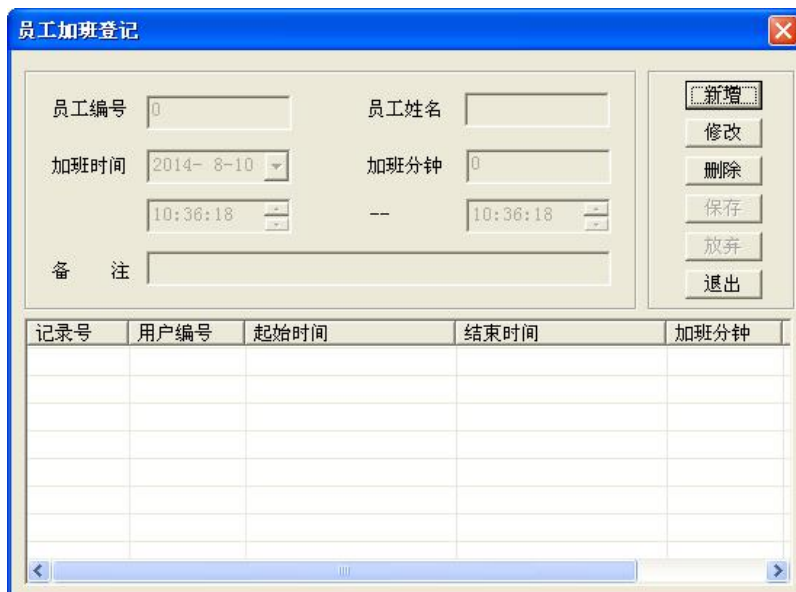 员工加班登记
员工编号 0 员工姓名 新增
修改
加班时间 2014- 8-10 加班分钟 0 删除
10:36:18 -- 10:36:18 保存
放弃
备 注 退出
记录号 用户编号 起始时间 结束时间 加班分钟